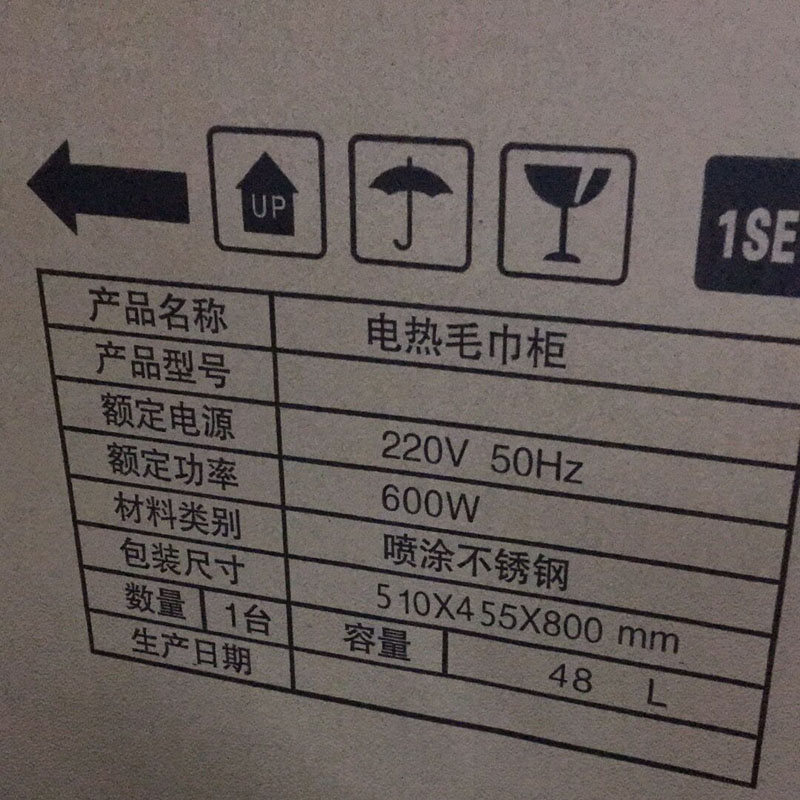 UP
1SE
产品名称 电热毛巾柜
产品型号
额定电源 220V 50Hz
额定功率 600W
材料类别 喷涂不锈钢
包装尺寸 510X455X800 mm
数量 1台 容量 48 L
生产日期